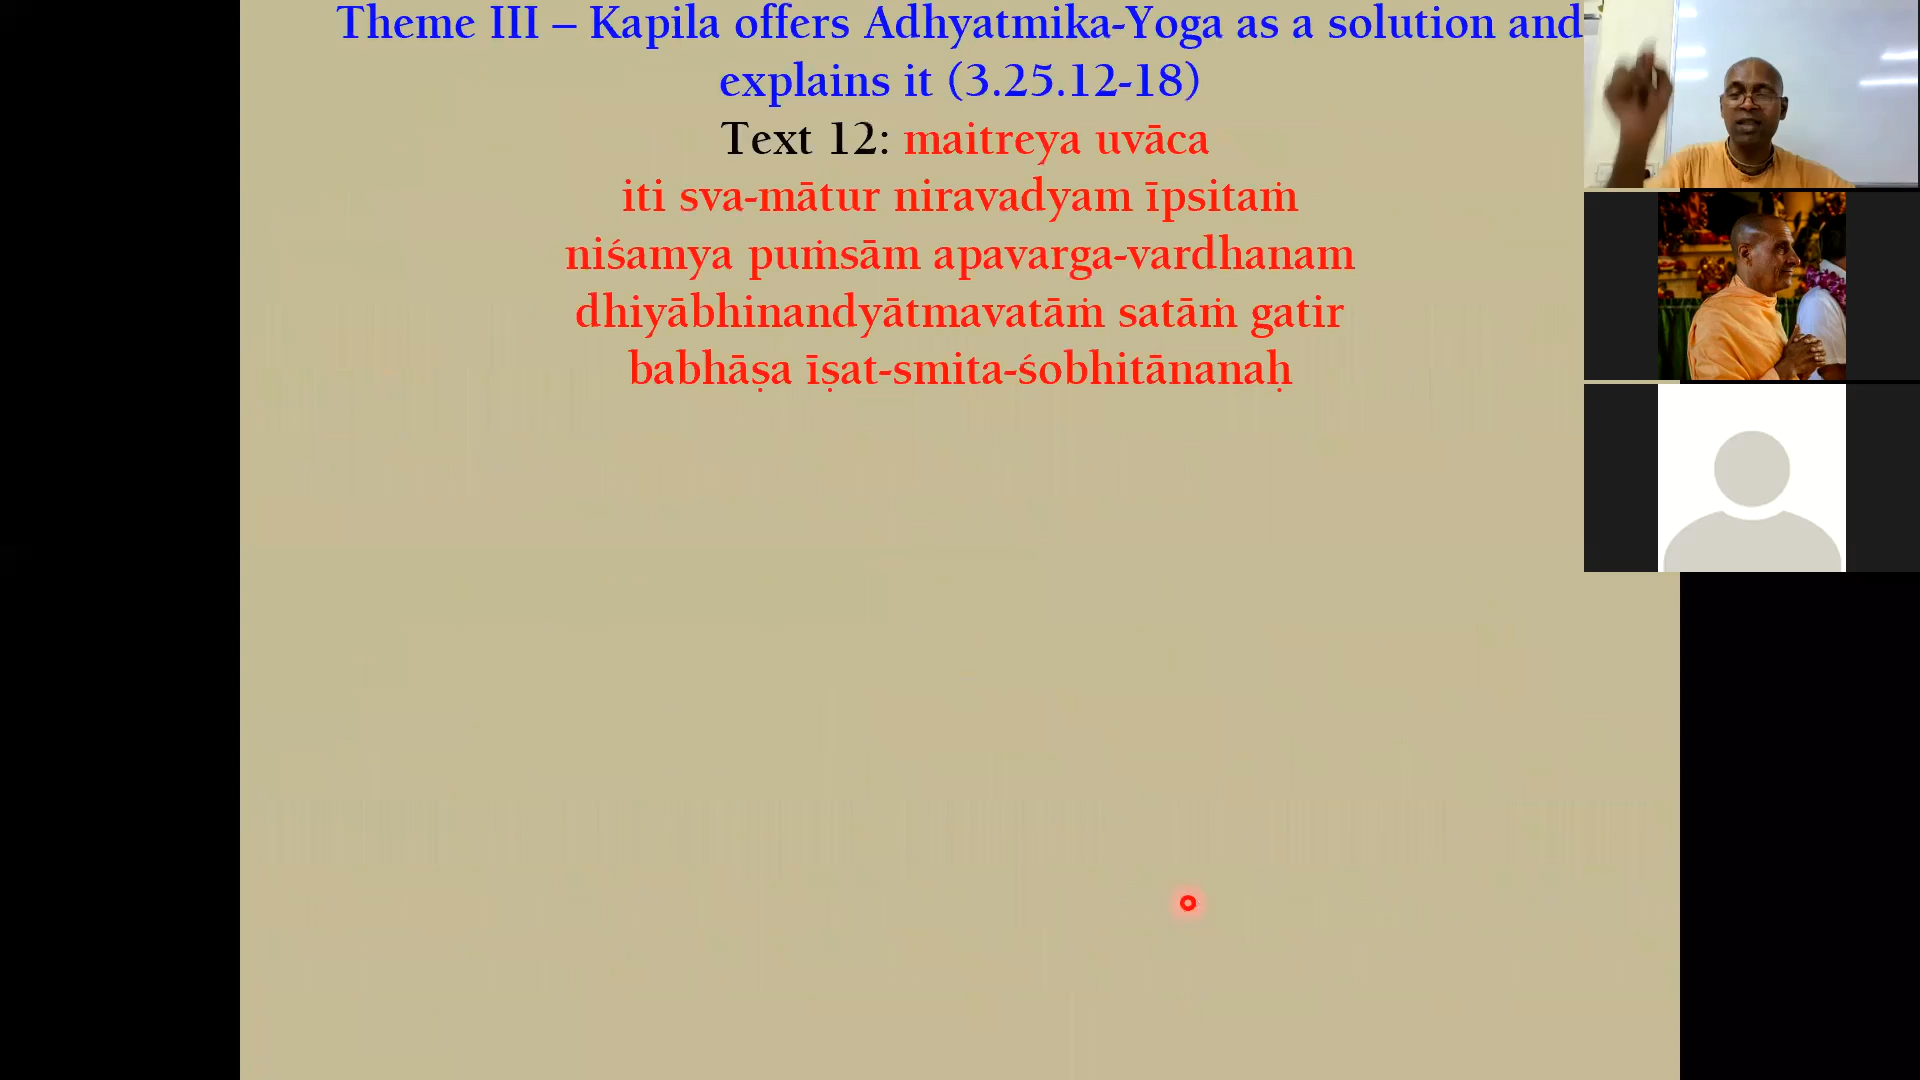 Theme III – Kapila offers Adhyatmika-Yoga as a solution and
explains it (3.25.12-18)
Text 12: maitreya uvāca
iti sva-mātur niravadyam īpsitaṁ
niśamya puṁsām apavarga-vardhanam
dhiyābhinandyātmavatāṁ satāṁ gatir
babhāṣa īṣat-smita-śobhitānanaḥ